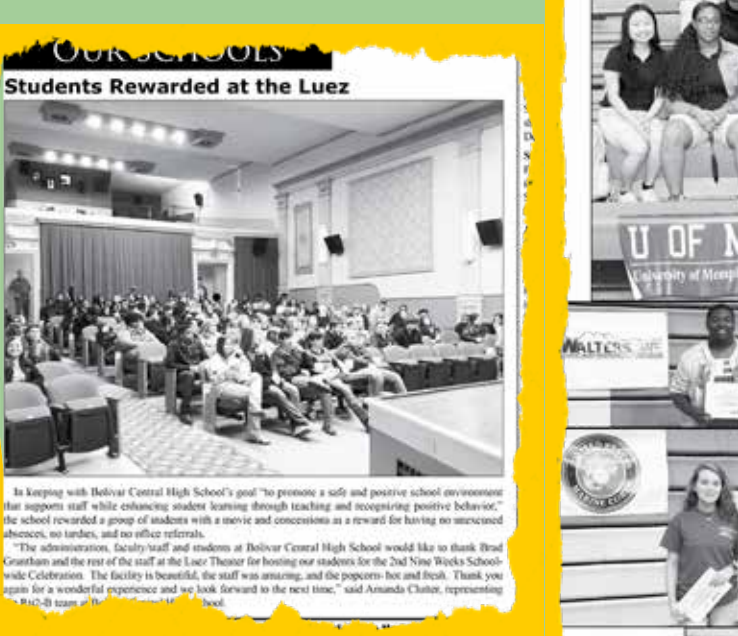 OUR SCHOOLS
Students Rewarded at the Luez
In keeping with Bolivar Central High School's goal "to promote a safe and positive school environment
that supports staff while enhancing student learning through teaching and recognizing positive behavior,"
the school rewarded a group of students with a movie and concessions as a reward for having no unexcused
absences, no tardies, and no office referrals.
"The administration, faculty/staff and students at Bolivar Central High School would like to thank Brad
Grantham and the rest of the staff at the Luez Theater for hosting our students for the 2nd Nine Weeks School-
wide Celebration. The facility is beautiful, the staff was amazing, and the popcorn- hot and fresh. Thank you
again for a wonderful experience and we look forward to the next time," said Amanda Clutter, representing
RtI2-B team
U OF
University of Memp
WALTERS